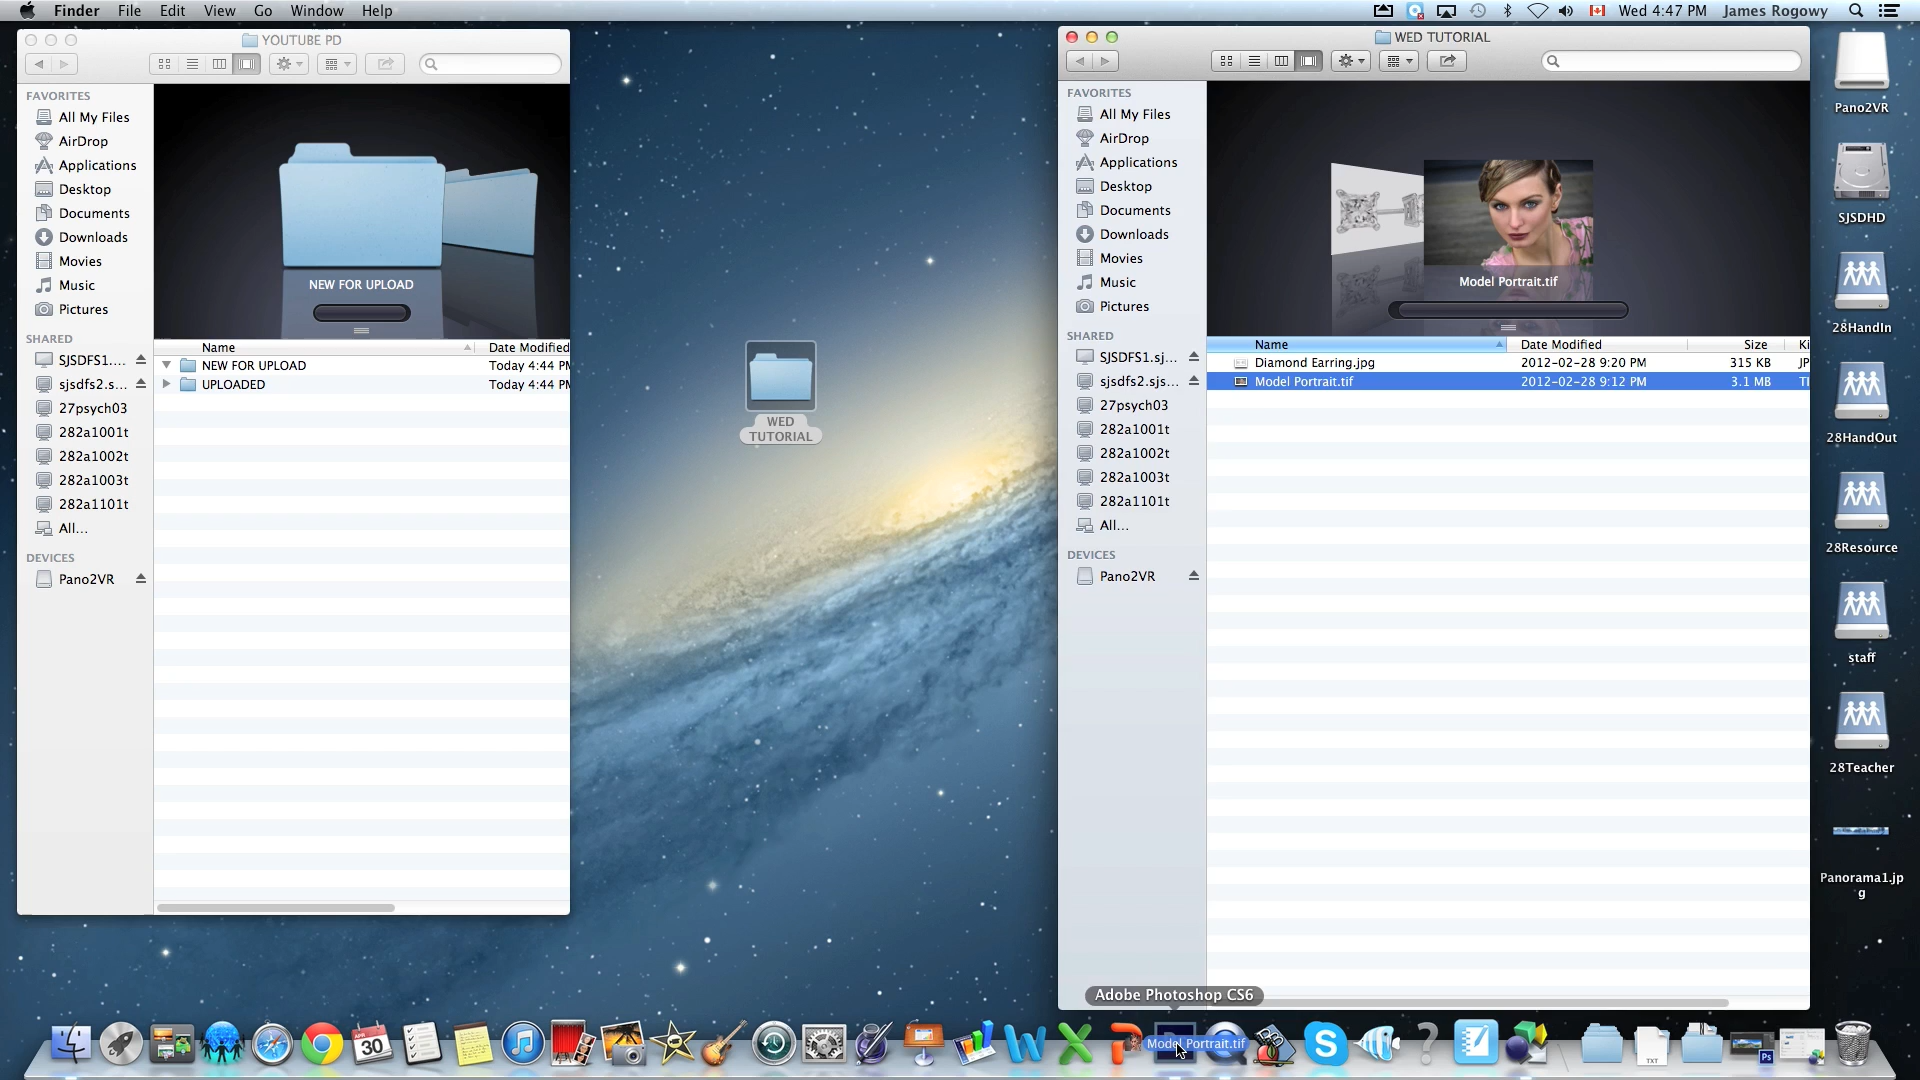 Finder File Edit View Go Window Help
Wed 4:47 PM James Rogowy
YOUTUBE PD
FAVORITES
All My Files
AirDrop
Applications
Desktop
Documents
Downloads
Movies
Music
Pictures
SHARED
SJSDFS1....
sjsdfs2.s...
27psych03
282a1001t
282a1002t
282a1003t
282a1101t
All...
DEVICES
Pano2VR
NEW FOR UPLOAD
Name Date Modified
NEW FOR UPLOAD Today 4:44 PM
UPLOADED Today 4:44 PM
WED
TUTORIAL
WED TUTORIAL
FAVORITES
All My Files
AirDrop
Applications
Desktop
Documents
Downloads
Movies
Music
Pictures
SHARED
SJSDFS1.sj...
sjsdfs2.sjs...
27psych03
282a1001t
282a1002t
282a1003t
282a1101t
All...
DEVICES
Pano2VR
Model Portrait.tif
Name Date Modified Size Ki
Diamond Earring.jpg 2012-02-28 9:20 PM 315 KB JP
Model Portrait.tif 2012-02-28 9:12 PM 3.1 MB TI
Pano2VR
SJSDHD
28HandIn
28HandOut
28Resource
staff
28Teacher
Panorama1.jp
g
Adobe Photoshop CS6
Model Portrait.tif
30
TXT
Ps